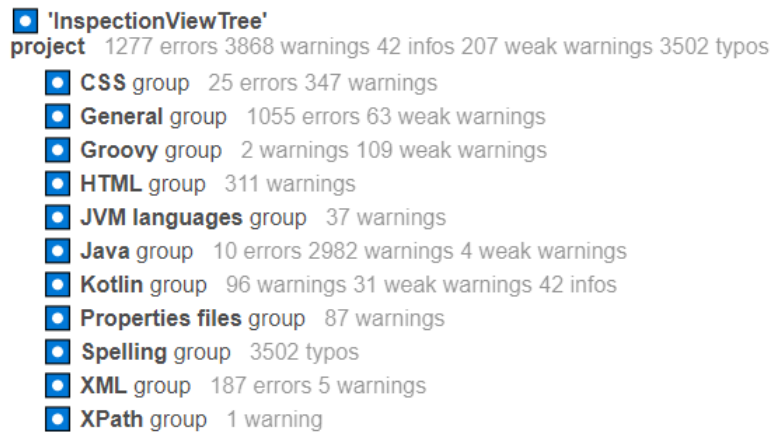 'InspectionViewTree'
project 1277 errors 3868 warnings 42 infos 207 weak warnings 3502 typos
CSS group 25 errors 347 warnings
General group 1055 errors 63 weak warnings
Groovy group 2 warnings 109 weak warnings
HTML group 311 warnings
JVM languages group 37 warnings
Java group 10 errors 2982 warnings 4 weak warnings
Kotlin group 96 warnings 31 weak warnings 42 infos
Properties files group 87 warnings
Spelling group 3502 typos
XML group 187 errors 5 warnings
XPath group 1 warning